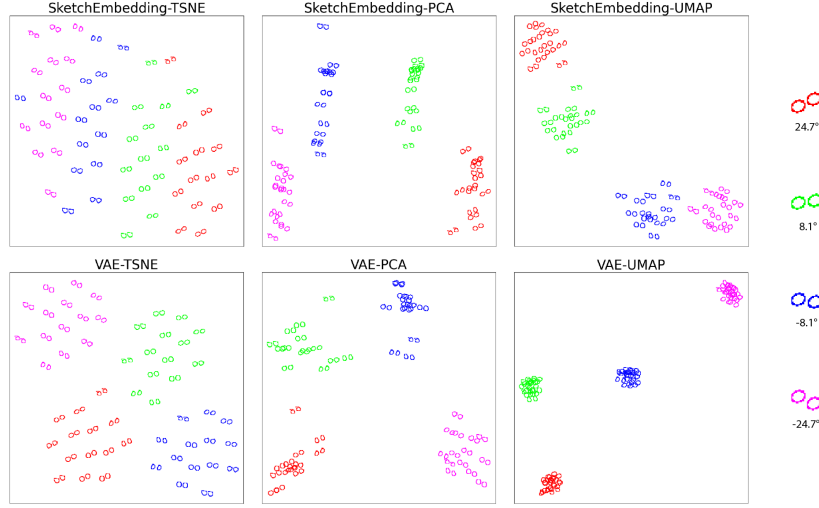 SketchEmbedding-TSNE
SketchEmbedding-PCA
SketchEmbedding-UMAP
24.7°
8.1°
VAE-TSNE
VAE-PCA
VAE-UMAP
-8.1°
-24.7°